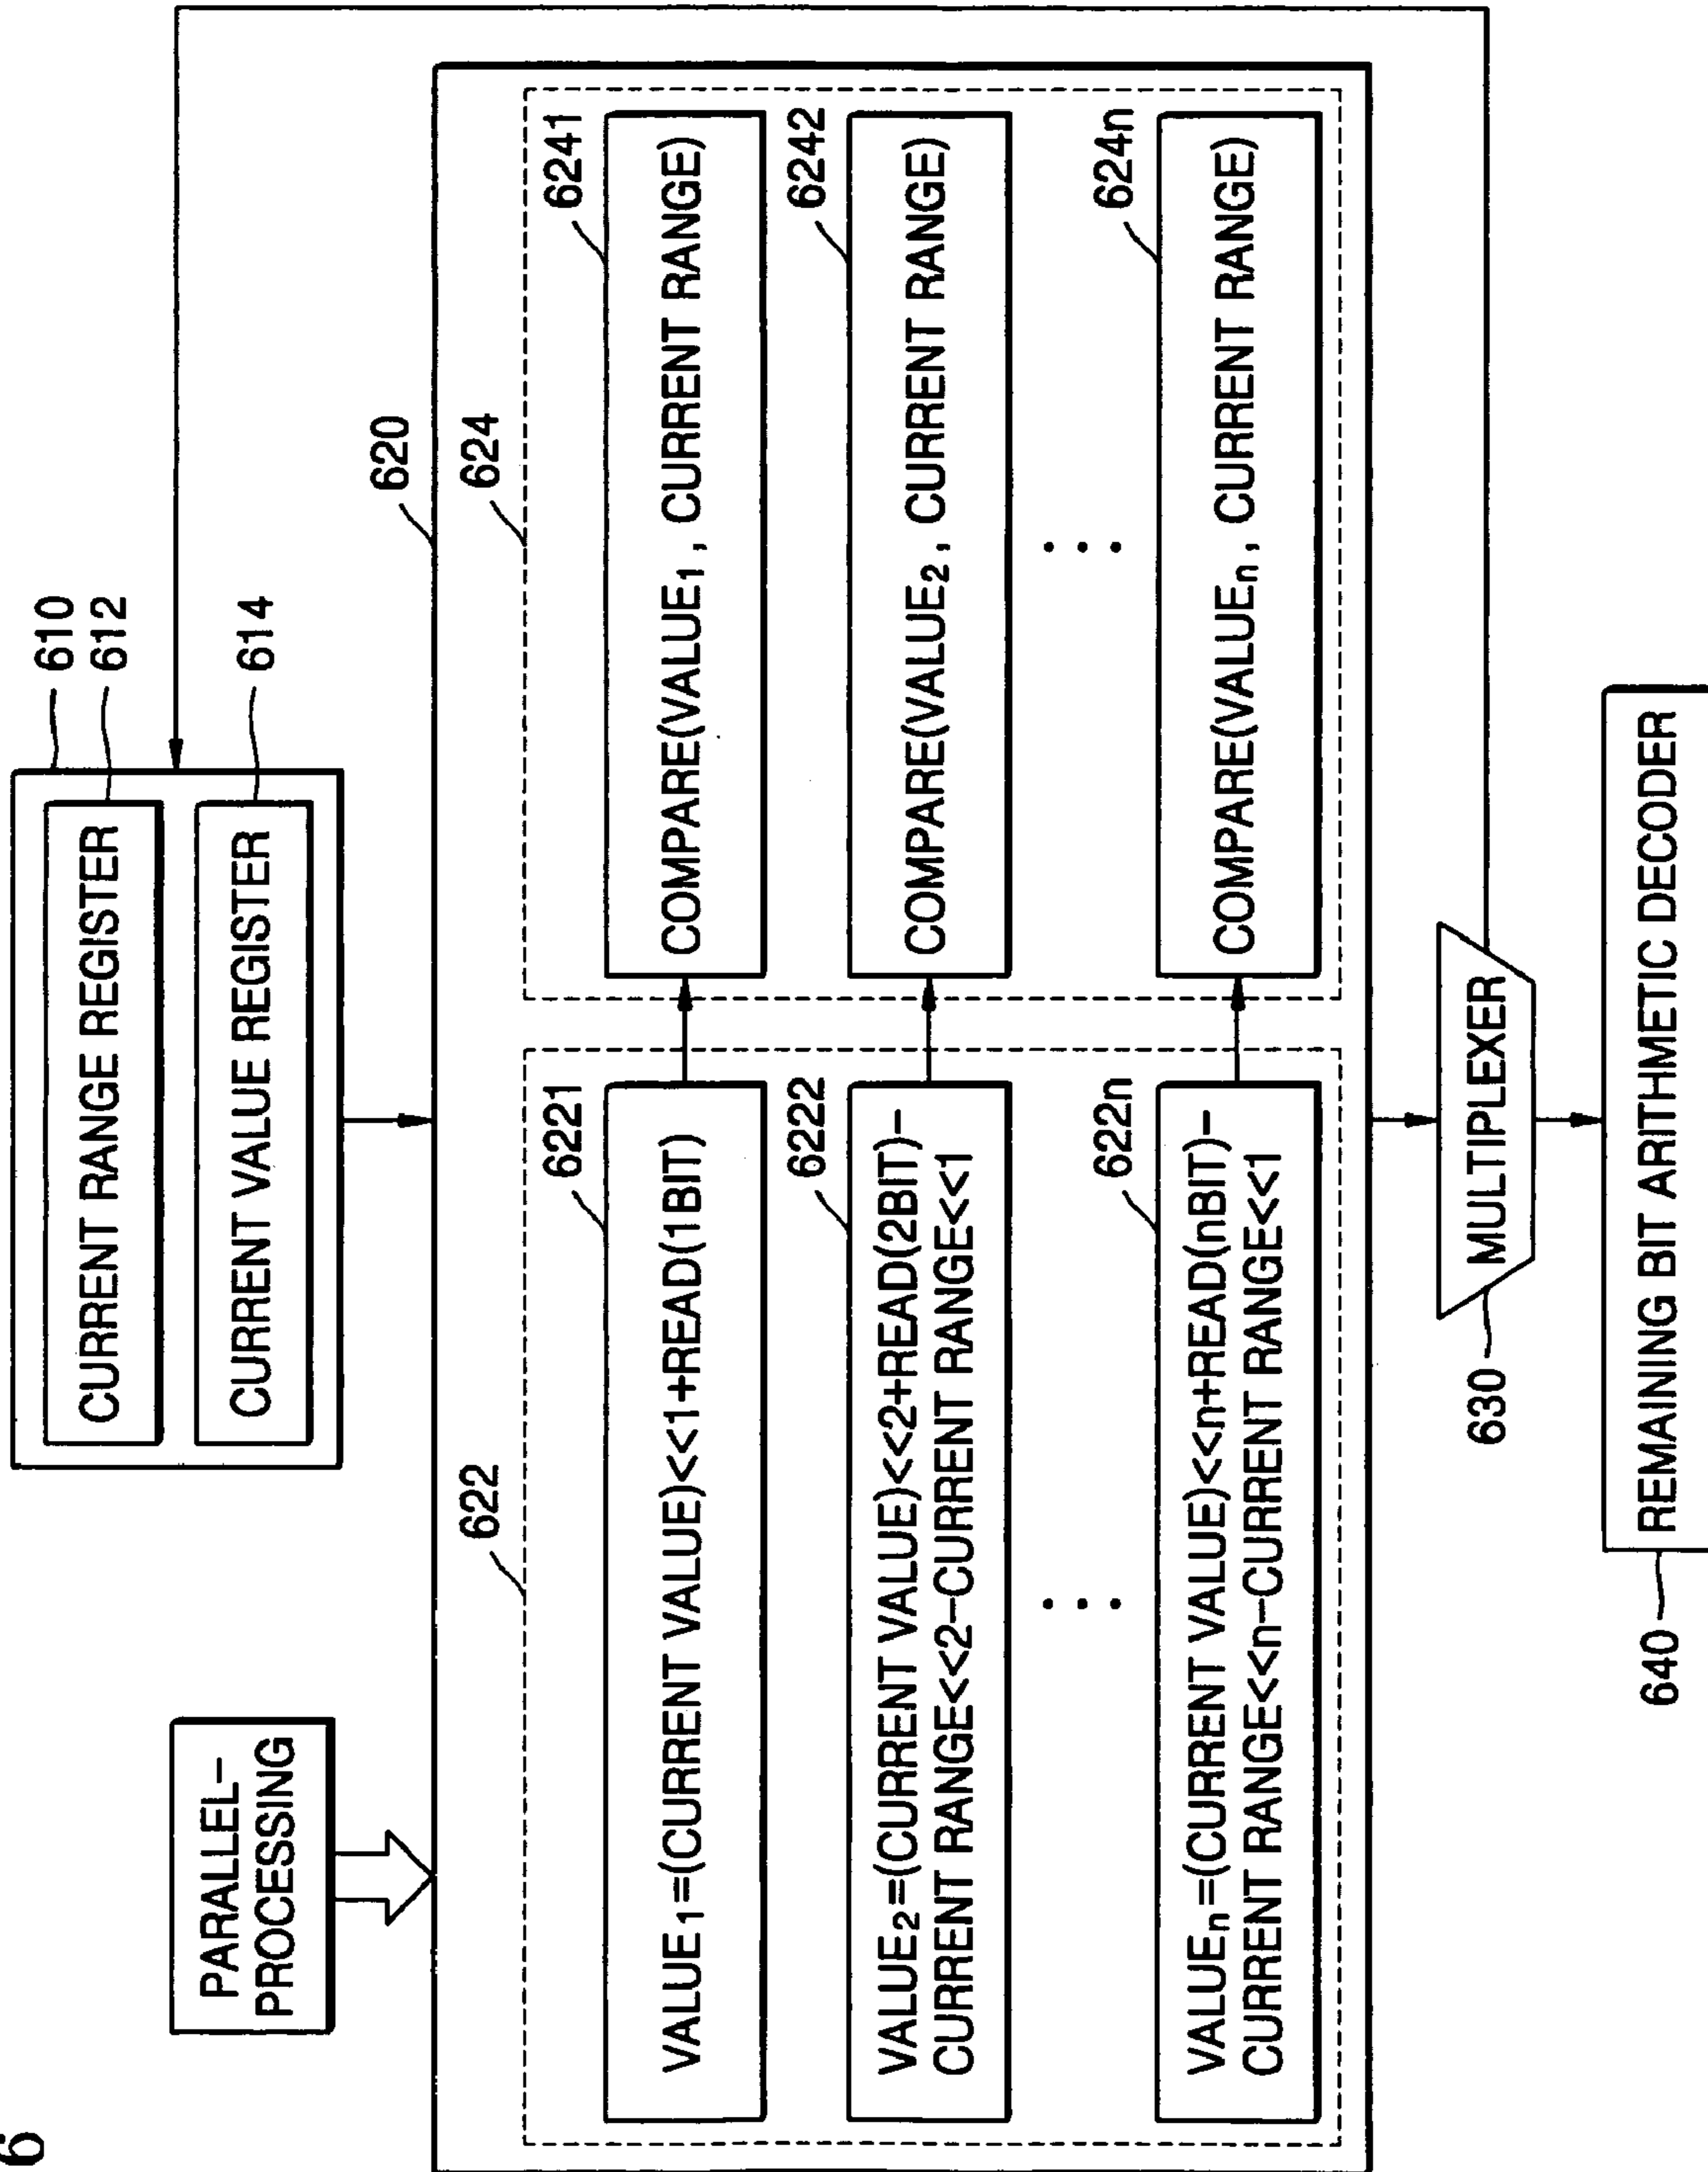 6
610
612
CURRENT RANGE REGISTER
614
CURRENT VALUE REGISTER
PARALLEL-
PROCESSING
620
622
624
6221
VALUE₁=(CURRENT VALUE)<<1+READ(1BIT)
6241
COMPARE(VALUE₁, CURRENT RANGE)
6222
VALUE₂=(CURRENT VALUE)<<2+READ(2BIT)-
CURRENT RANGE<<2-CURRENT RANGE<<1
6242
COMPARE(VALUE₂, CURRENT RANGE)
622n
VALUEₙ=(CURRENT VALUE)<<n+READ(nBIT)-
CURRENT RANGE<<n-CURRENT RANGE<<1
624n
COMPARE(VALUEₙ, CURRENT RANGE)
630
MULTIPLEXER
640
REMAINING BIT ARITHMETIC DECODER